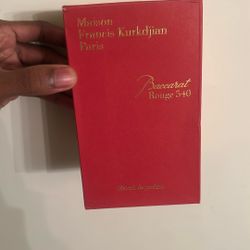 Maison
Francis Kurkdjian
Paris
Baccarat
Rouge 540